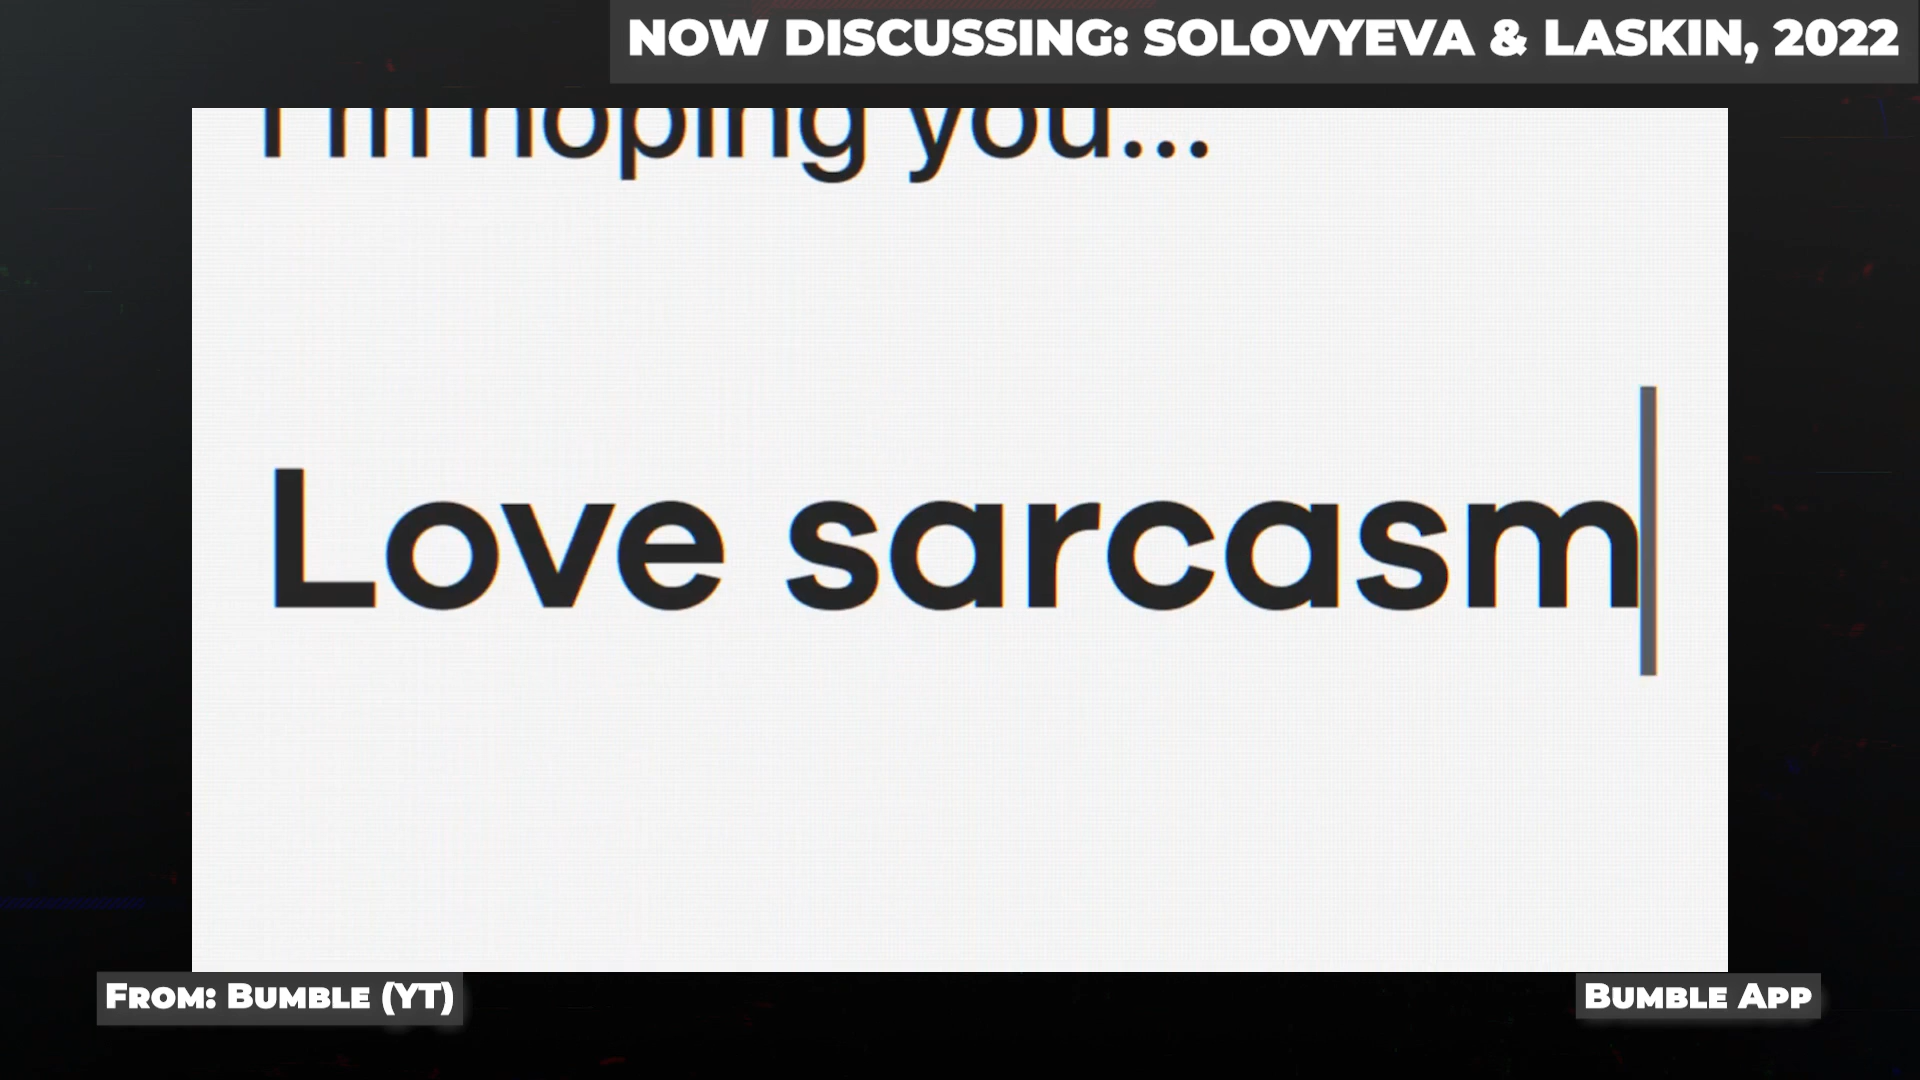 NOW DISCUSSING: SOLOVYEVA & LASKIN, 2022
I'm hoping you...
Love sarcasm
From: Bumble (YT)
Bumble App